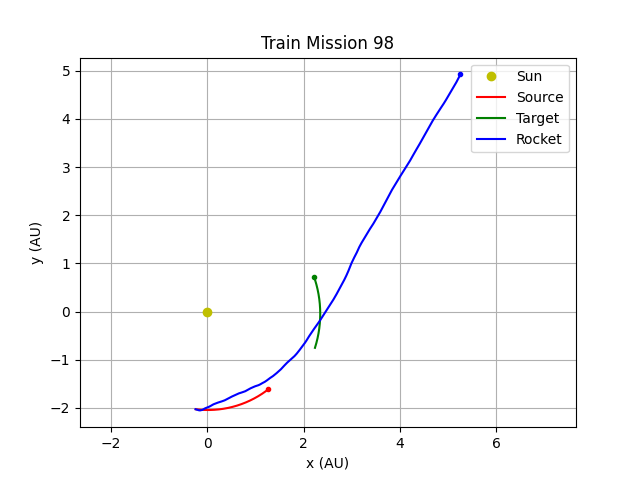 Train Mission 98
Sun
Source
Target
Rocket
5
4
3
2
1
0
−1
−2
−2
0
2
4
6
y (AU)
x (AU)